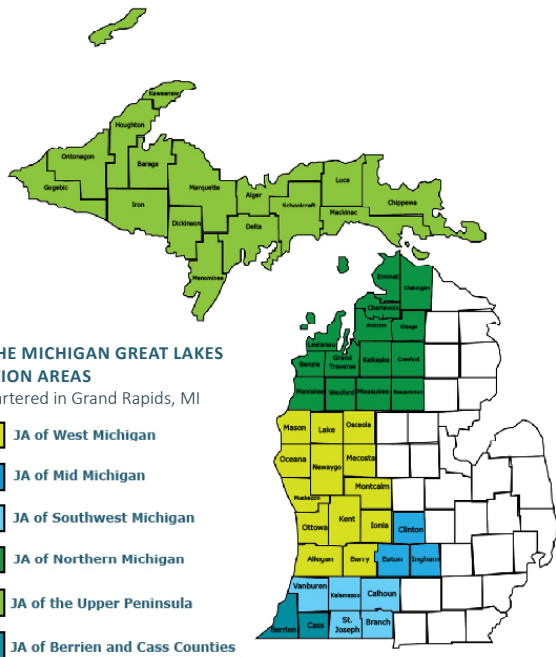 Keweenaw
Houghton
Ontonagon
Baraga
Gogebic
Marquette
Luce
Alger
Chippewa
Iron
Schoolcraft
Mackinac
Dickinson
Delta
Menominee
Emmet
Cheboygan
Charlevoix
Antrim
Otsego
Leelanau
Benzie
Grand
Traverse
Kalkaska
Crawford
Manistee
Wexford
Missaukee
Roscommon
HE MICHIGAN GREAT LAKES
TION AREAS
artered in Grand Rapids, MI
JA of West Michigan
JA of Mid Michigan
JA of Southwest Michigan
JA of Northern Michigan
JA of the Upper Peninsula
JA of Berrien and Cass Counties
Mason
Lake
Osceola
Oceana
Newaygo
Mecosta
Montcalm
Muskegon
Kent
Ottowa
Ionia
Clinton
Allegan
Barry
Eaton
Ingham
Vanburen
Kalamazoo
Calhoun
Berrien
Cass
St.
Joseph
Branch